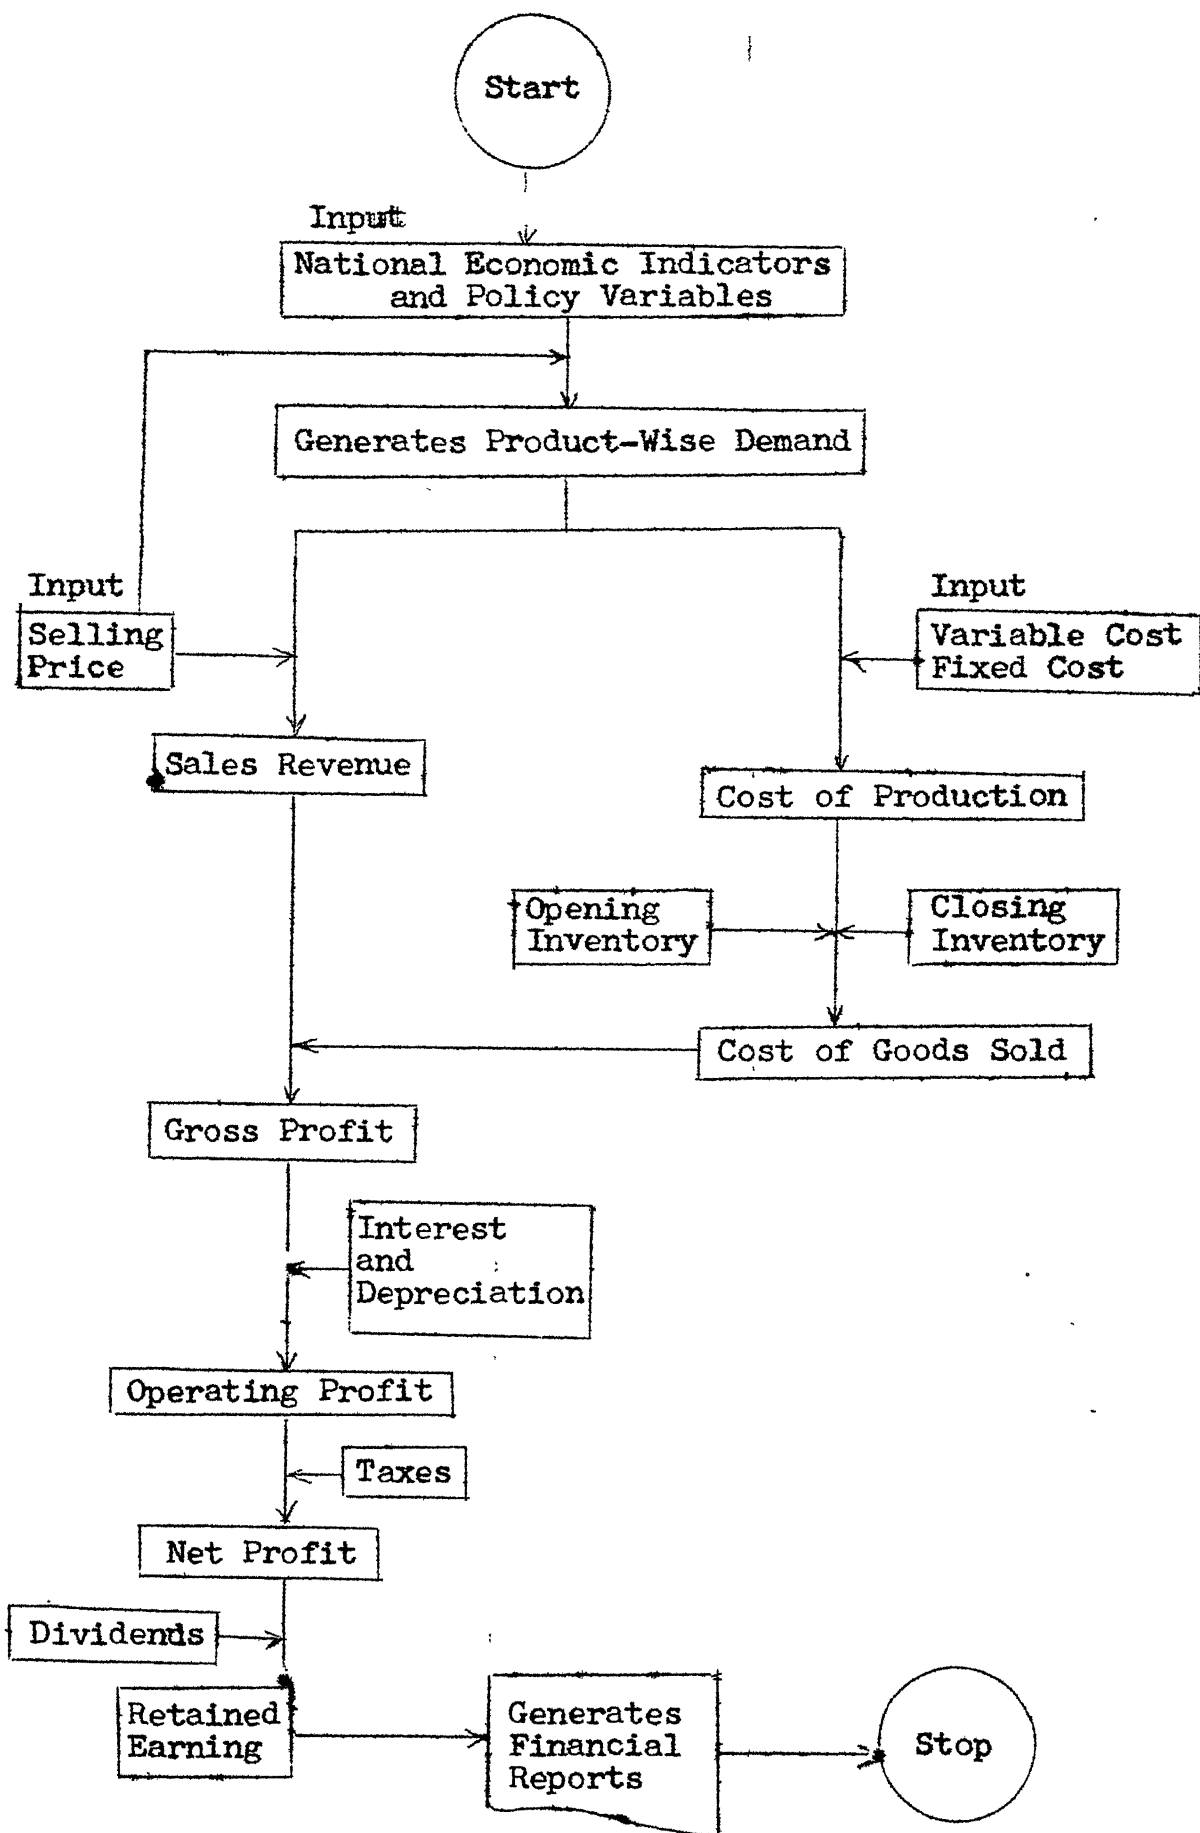 Start
Input
National Economic Indicators
and Policy Variables
Generates Product-Wise Demand
Input
Selling
Price
Input
Variable Cost
Fixed Cost
Sales Revenue
Cost of Production
Opening
Inventory
Closing
Inventory
Cost of Goods Sold
Gross Profit
Interest
and
Depreciation
Operating Profit
Taxes
Net Profit
Dividends
Retained
Earning
Generates
Financial
Reports
Stop